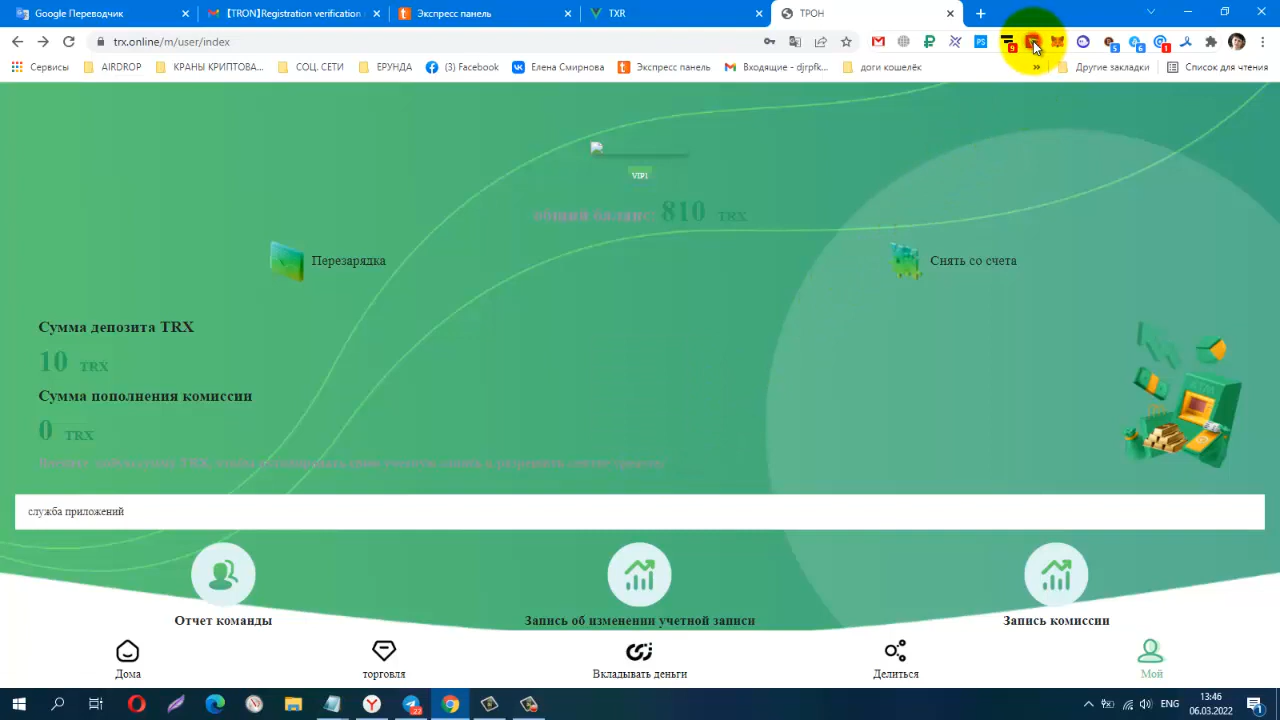 Google Переводчик
【TRON】Registration verification
Экспресс панель
TXR
ТРОН
trx.online/m/user/index
Сервисы
AIRDROP
КРАНЫ КРИПТОВА...
СОЦ. СЕТИ
ЕРУНДА
(3) Facebook
Елена Смирнова
Экспресс панель
Входящие - djrpfk...
доги кошелёк
»
Другие закладки
Список для чтения
VIP1
общий баланс: 810 TRX
Перезарядка
Снять со счета
Сумма депозита TRX
10 TRX
Сумма пополнения комиссии
0 TRX
служба приложений
Отчет команды
Запись об изменении учетной записи
Запись комиссии
Дома
торговля
Вкладывать деньги
Делиться
Мой
ENG
13:46
06.03.2022